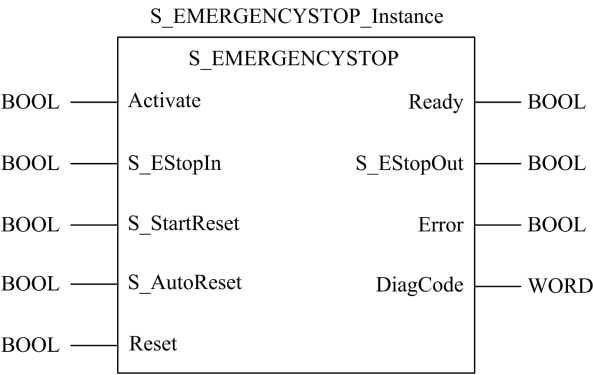 S_EMERGENCYSTOP_Instance
S_EMERGENCYSTOP
BOOL Activate Ready BOOL
BOOL S_EStopIn S_EStopOut BOOL
BOOL S_StartReset Error BOOL
BOOL S_AutoReset DiagCode WORD
BOOL Reset